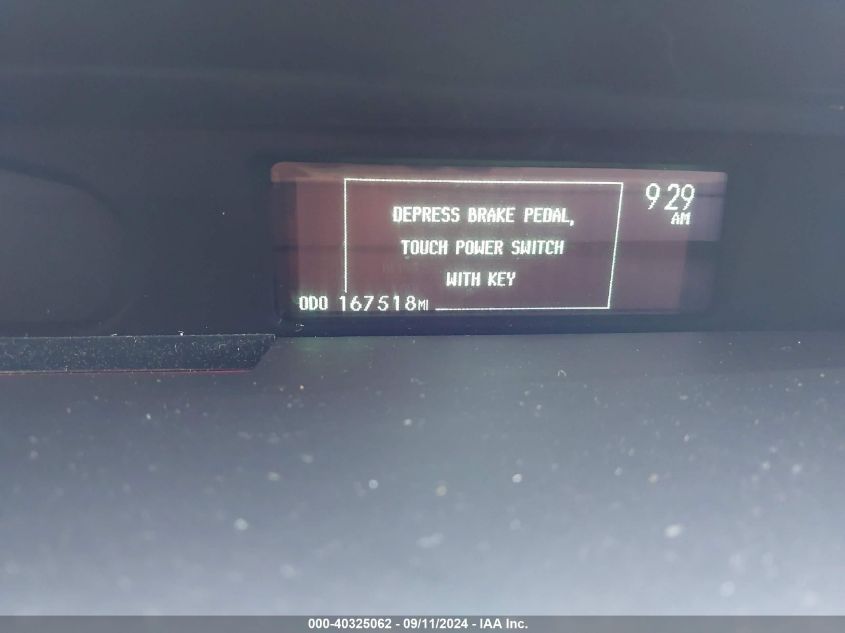 DEPRESS BRAKE PEDAL,
TOUCH POWER SWITCH
WITH KEY
9 29
AM
ODO 167518MI
000-40325062 - 09/11/2024 - IAA Inc.